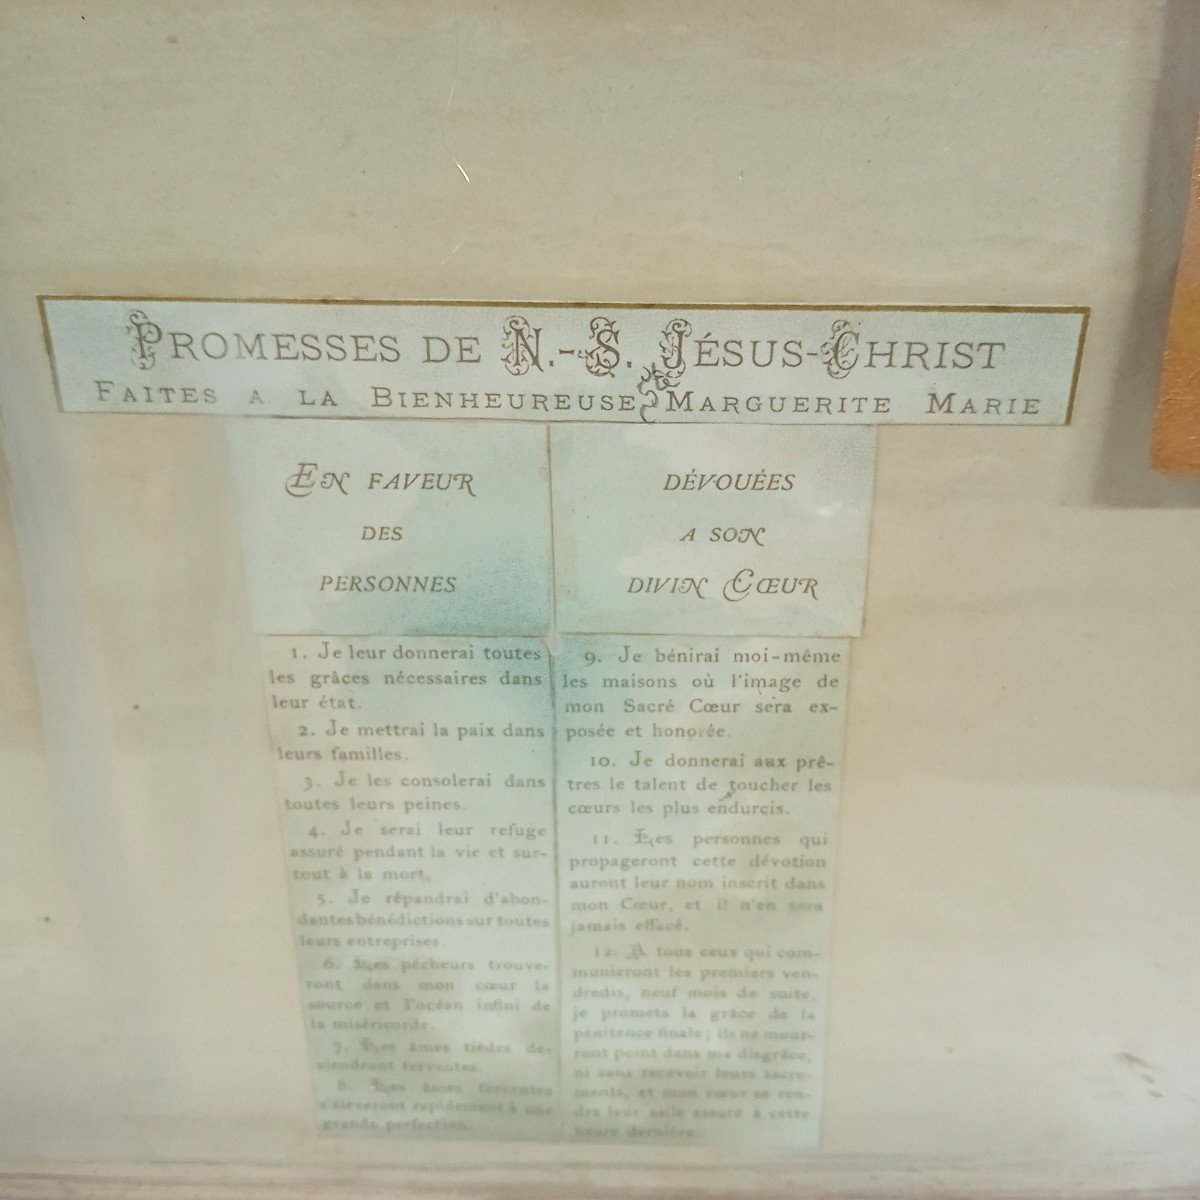 PROMESSES DE N.-S. JÉSUS-CHRIST
FAITES A LA BIENHEUREUSE MARGUERITE MARIE
EN FAVEUR
DES
PERSONNES
1. Je leur donnerai toutes
les grâces nécessaires dans
leur état.
2. Je mettrai la paix dans
leurs familles.
3. Je les consolerai dans
toutes leurs peines.
4. Je serai leur refuge
assuré pendant la vie et sur-
tout à la mort.
5. Je répandrai d'abon-
dantes bénédictions sur toutes
leurs entreprises.
6. Les pécheurs trouve-
ront dans mon cœur la
source et l'océan infini de
la miséricorde.
7. Les âmes tièdes de-
viendront ferventes.
8. Les âmes ferventes
s'élèveront rapidement à une
grande perfection.
DÉVOUÉES
A SON
DIVIN CŒUR
9. Je bénirai moi-même
les maisons où l'image de
mon Sacré Cœur sera ex-
posée et honorée.
10. Je donnerai aux prê-
tres le talent de toucher les
cœurs les plus endurcis.
11. Les personnes qui
propageront cette dévotion
auront leur nom inscrit dans
mon Cœur, et il n'en sera
jamais effacé.
12. A tous ceux qui com-
munieront les premiers ven-
dredis, neuf mois de suite,
je promets la grâce de la
pénitence finale; ils ne mour-
ront point dans ma disgrâce,
ni sans recevoir leurs sacre-
ments, et mon cœur se ren-
dra leur asile assuré à cette
heure dernière.